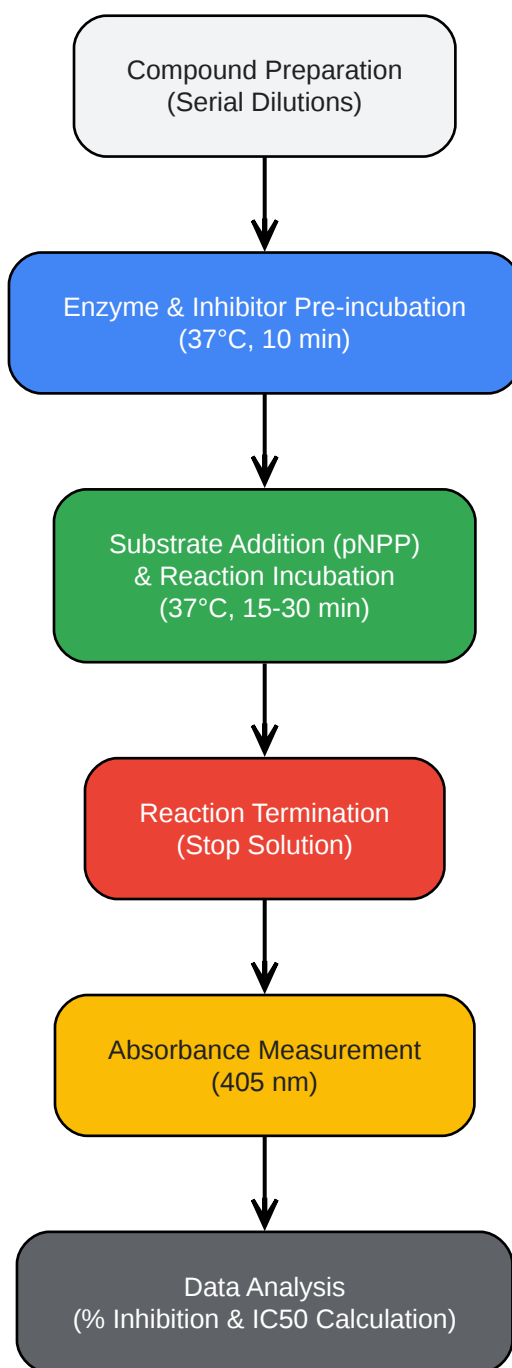 Compound Preparation
(Serial Dilutions)
Enzyme & Inhibitor Pre-incubation
(37°C, 10 min)
Substrate Addition (pNPP)
& Reaction Incubation
(37°C, 15-30 min)
Reaction Termination
(Stop Solution)
Absorbance Measurement
(405 nm)
Data Analysis
(% Inhibition & IC50 Calculation)